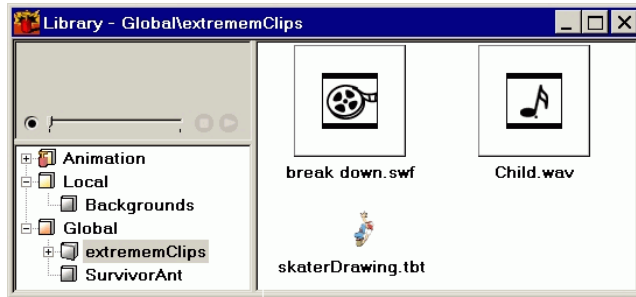 Library - Global\extrememClips
Animation
Local
Backgrounds
Global
extrememClips
SurvivorAnt
break down.swf
Child.wav
skaterDrawing.tbt